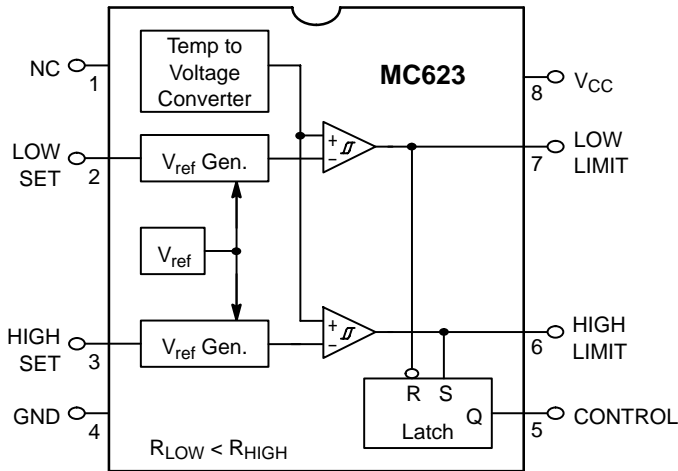 Temp to
Voltage
Converter
MC623
NC
1
8
V_CC
LOW
SET
2
V_ref Gen.
+
−
7
LOW
LIMIT
V_ref
HIGH
SET
3
V_ref Gen.
+
−
6
HIGH
LIMIT
GND
4
R S
Q
Latch
5
CONTROL
R_LOW < R_HIGH